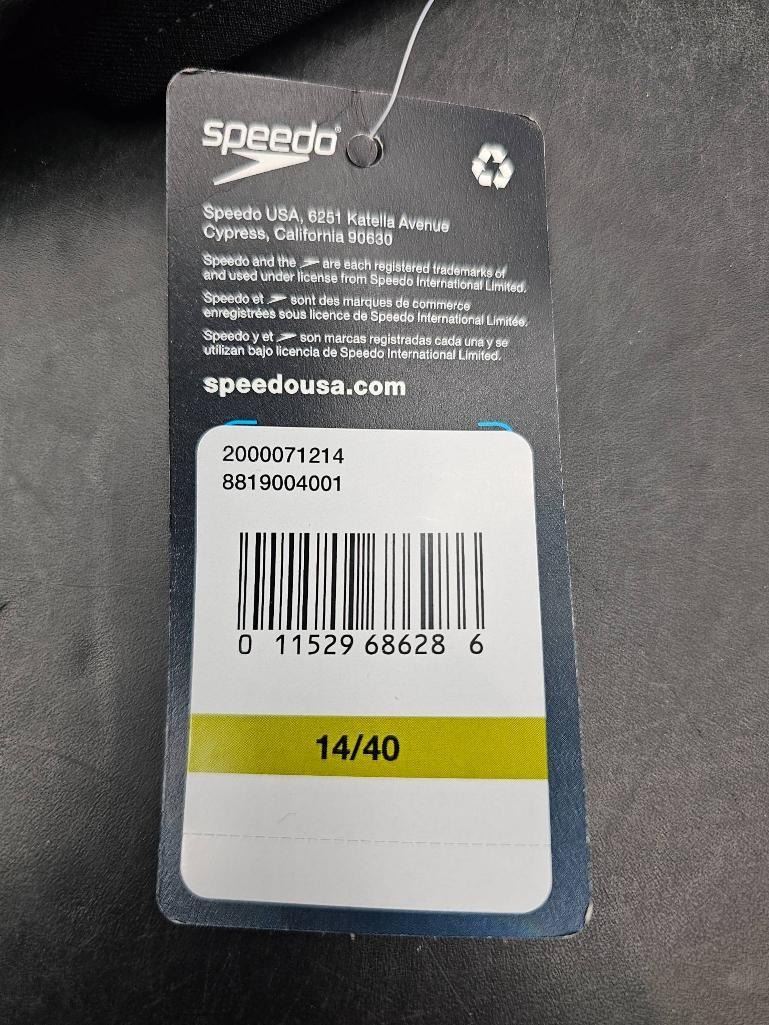 speedo®
Speedo USA, 6251 Katella Avenue
Cypress, California 90630
Speedo and the are each registered trademarks of
and used under license from Speedo International Limited.
Speedo et sont des marques de commerce
enregistrées sous licence de Speedo International Limitée.
Speedo y et son marcas registradas cada una y se
utilizan bajo licencia de Speedo International Limited.
speedousa.com
2000071214
8819004001
0 11529 68628 6
14/40